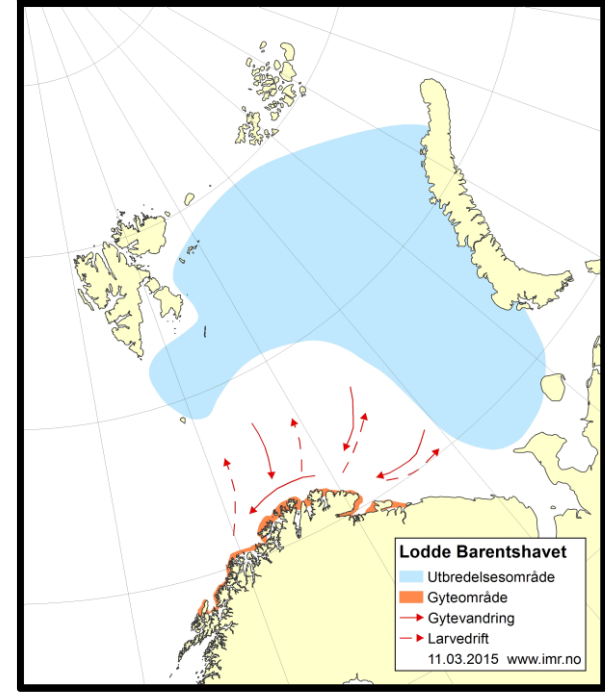 Lodde Barentshavet
Utbredelsesområde
Gyteområde
Gytevandring
Larvedrift
11.03.2015 www.imr.no